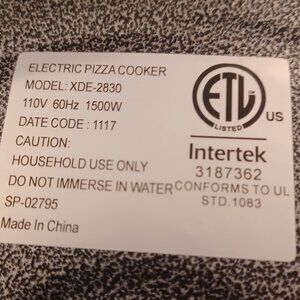 ELECTRIC PIZZA COOKER
MODEL: XDE-2830
110V 60Hz 1500W
DATE CODE : 1117
CAUTION:
HOUSEHOLD USE ONLY
DO NOT IMMERSE IN WATER
SP-02795
Made In China
ETL
LISTED
US
Intertek
3187362
CONFORMS TO UL
STD.1083